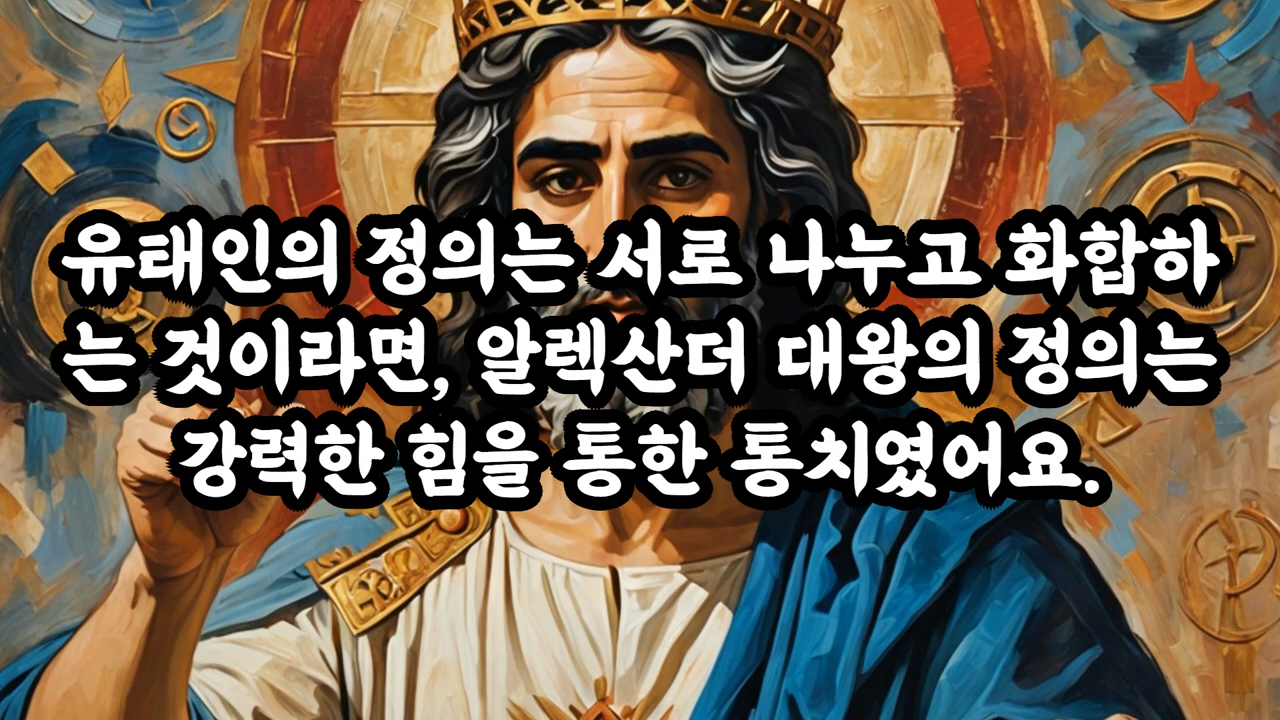 유태인의 정의는 서로 나누고 화합하
는 것이라면, 알렉산더 대왕의 정의는
강력한 힘을 통한 통치였어요.